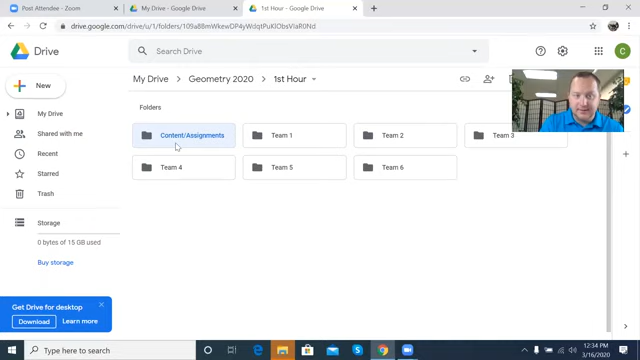 Post Attendee - Zoom
My Drive - Google Drive
1st Hour - Google Drive
drive.google.com/drive/u/1/folders/109a8BmWkewDP4yWdqtPklObsVIaR0Nd
Drive
Search Drive
C
New
My Drive > Geometry 2020 > 1st Hour
My Drive
Shared with me
Recent
Starred
Trash
Storage
0 bytes of 15 GB used
Buy storage
Folders
Content/Assignments
Team 1
Team 2
Team 3
Team 4
Team 5
Team 6
Get Drive for desktop
Download
Learn more
Type here to search
12:34 PM
3/16/2020